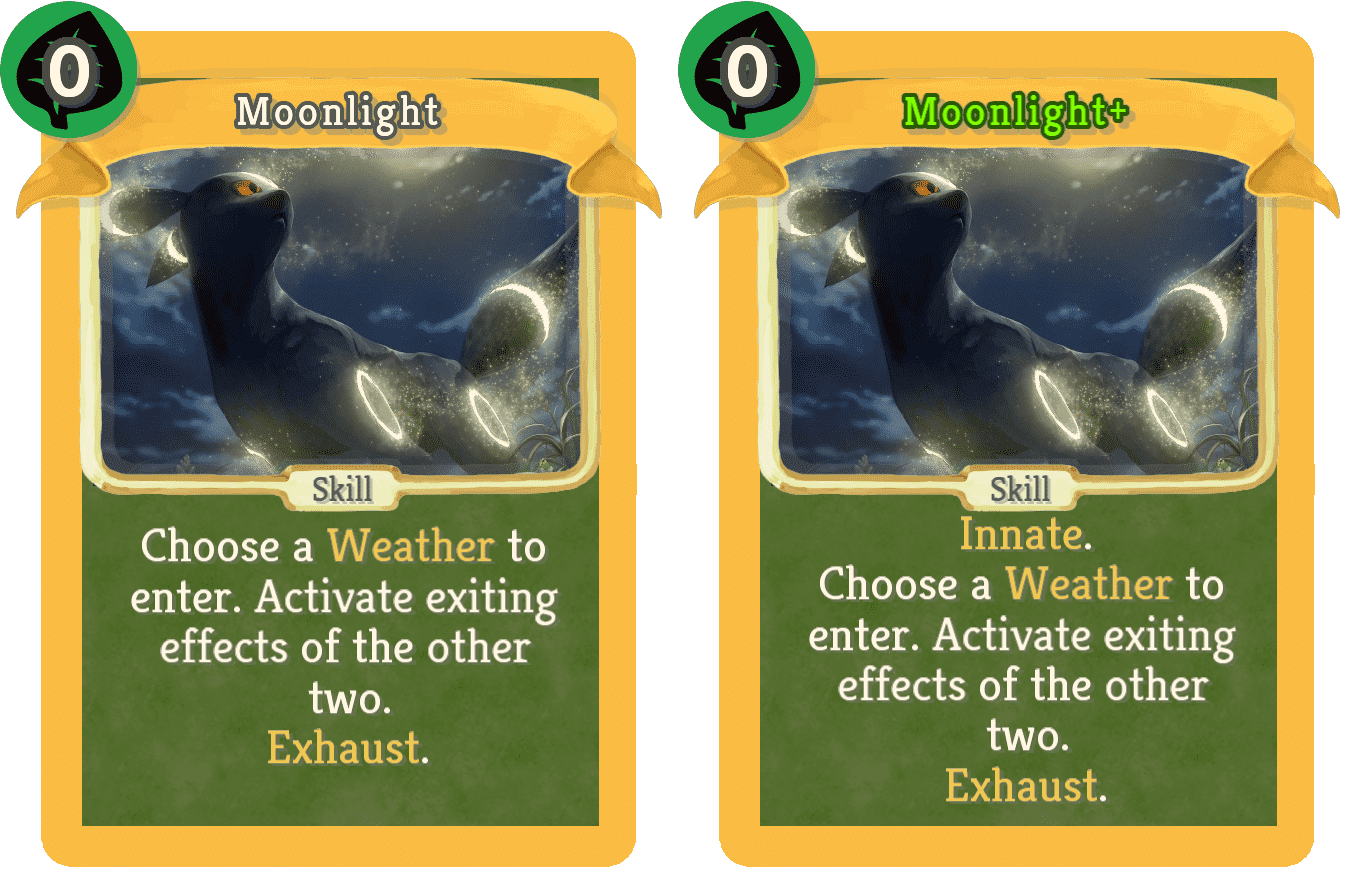 0
Moonlight
Skill
Choose a Weather to
enter. Activate exiting
effects of the other
two.
Exhaust.
0
Moonlight+
Skill
Innate.
Choose a Weather to
enter. Activate exiting
effects of the other
two.
Exhaust.